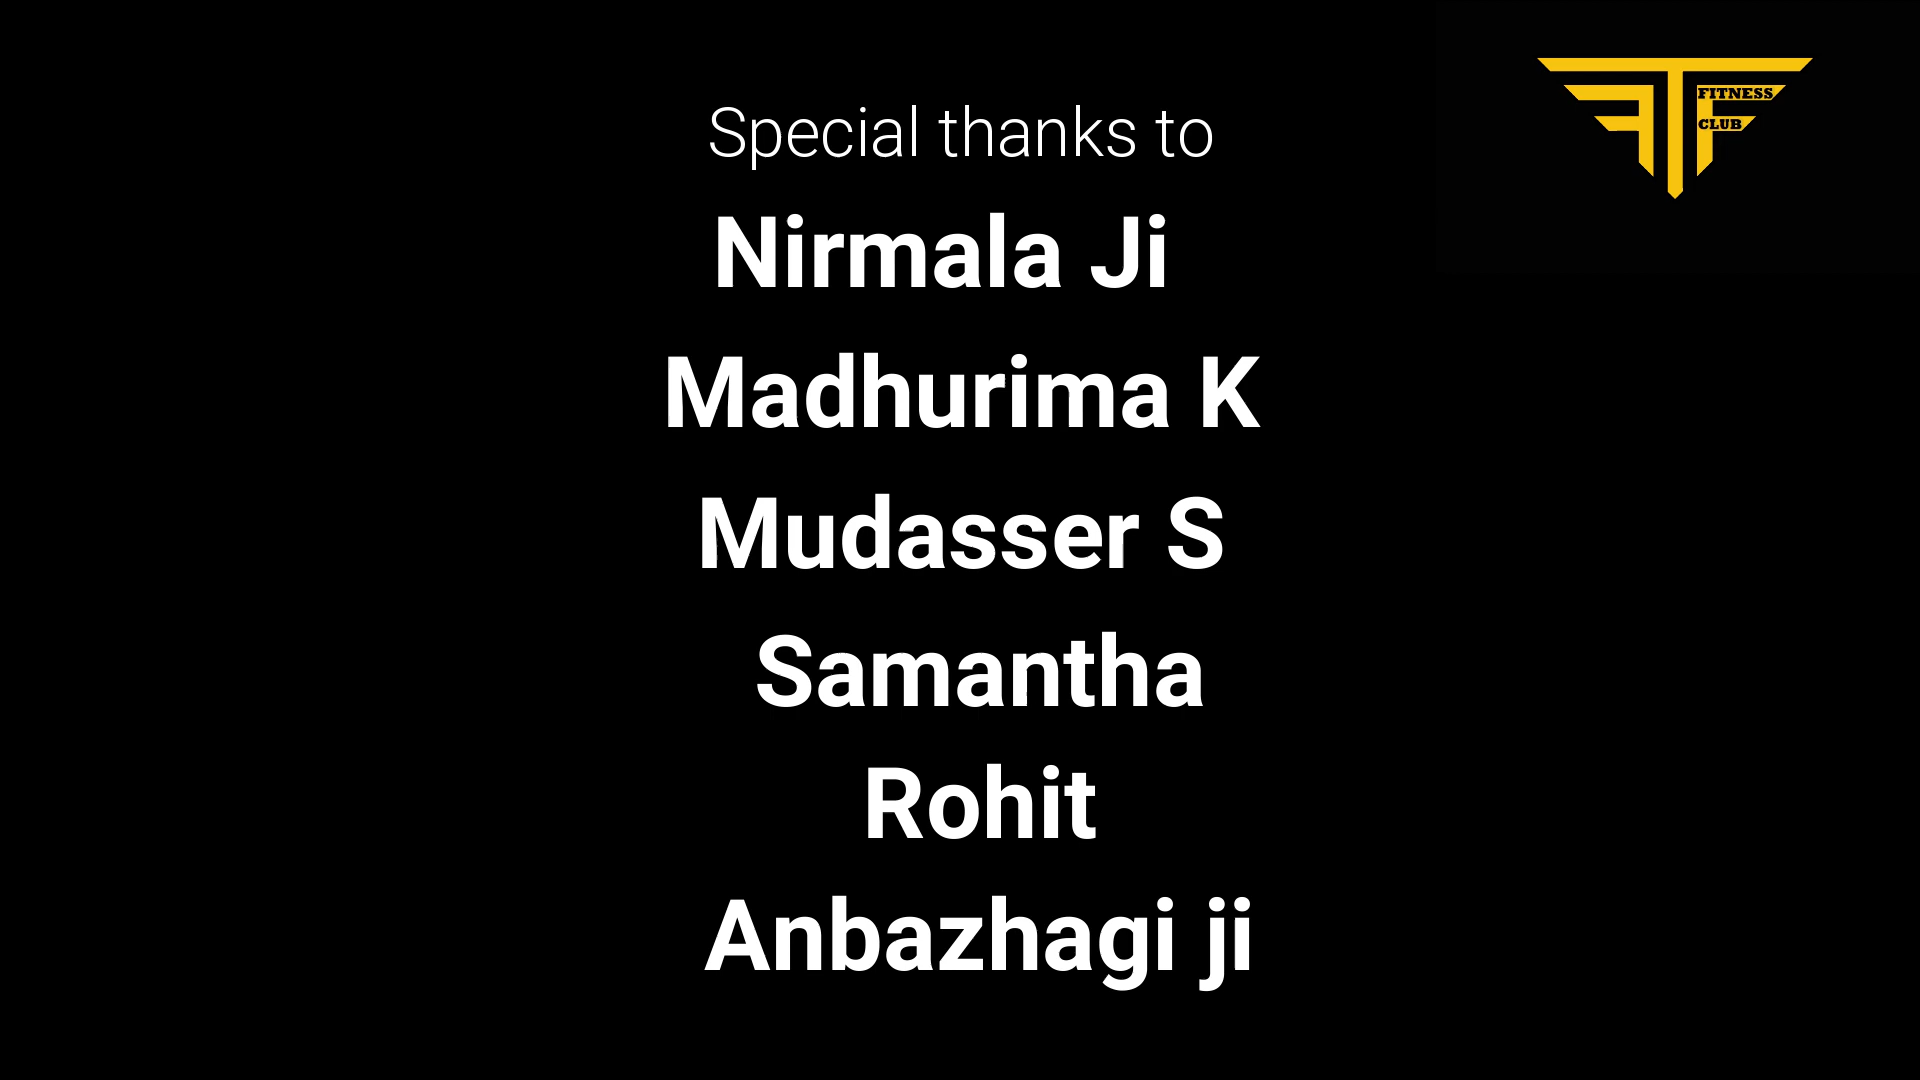 Special thanks to
FITNESS
CLUB
Nirmala Ji
Madhurima K
Mudasser S
Samantha
Rohit
Anbazhagi ji